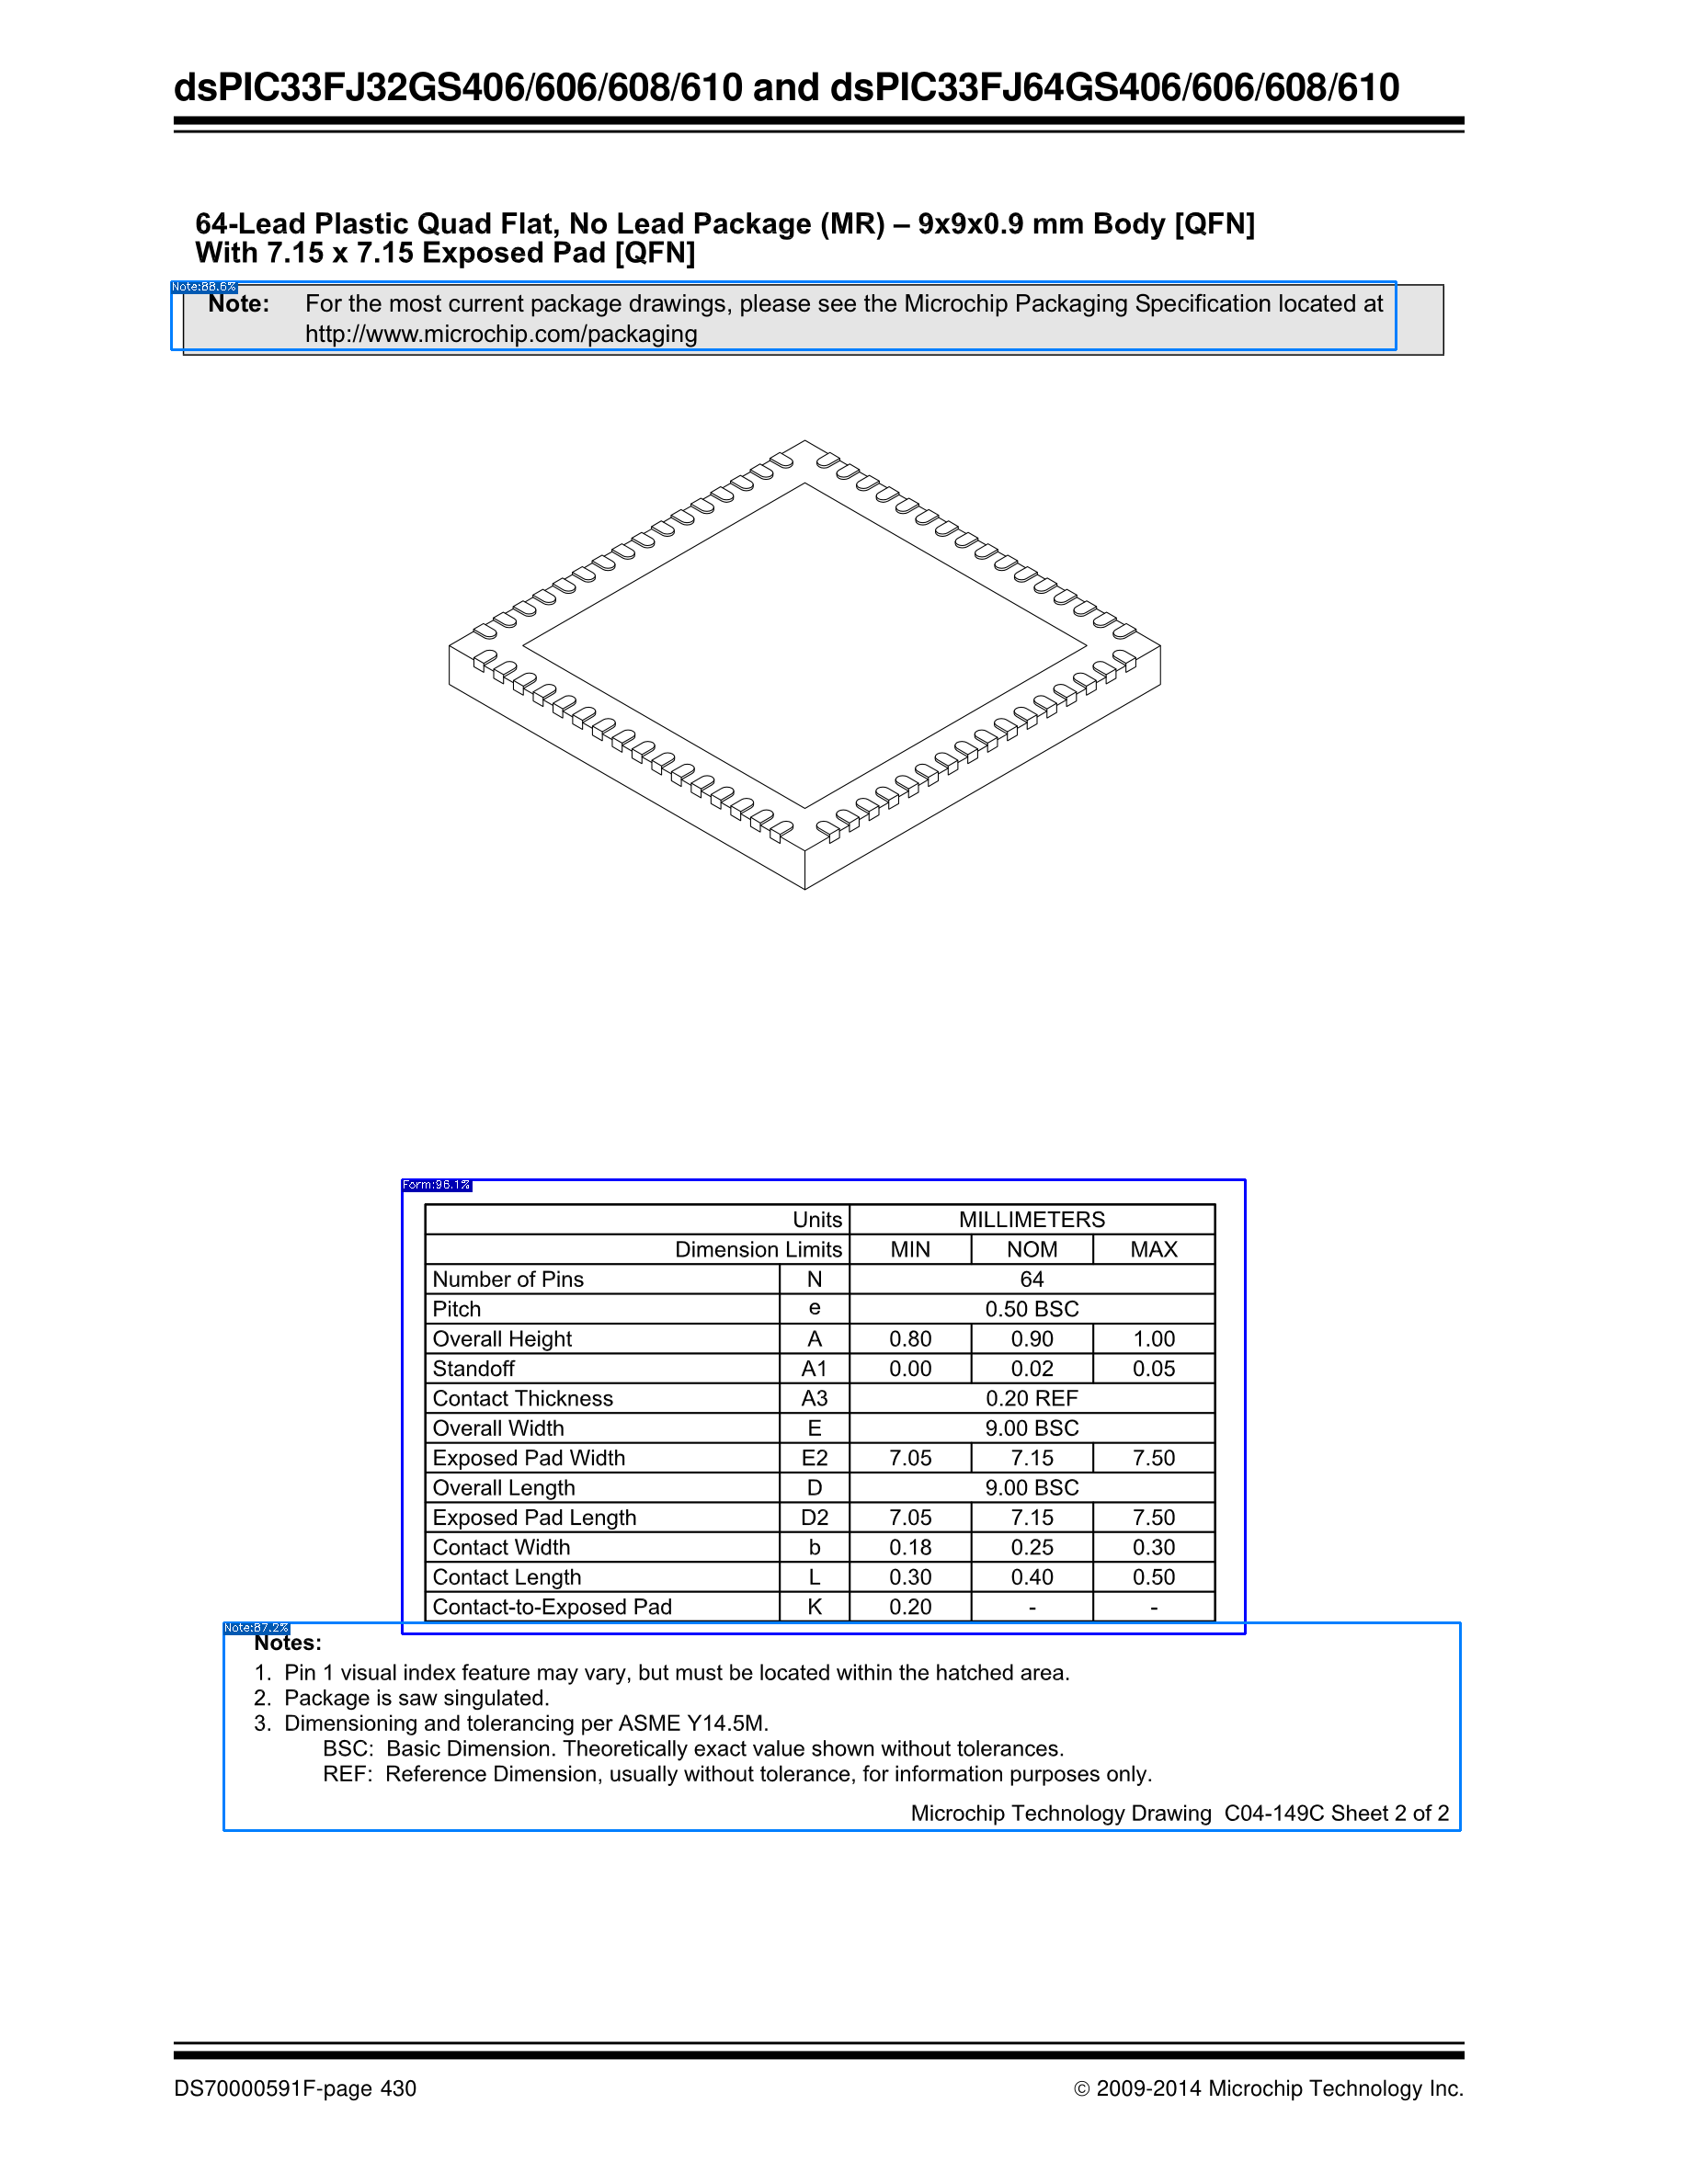 dsPIC33FJ32GS406/606/608/610 and dsPIC33FJ64GS406/606/608/610
64-Lead Plastic Quad Flat, No Lead Package (MR) – 9x9x0.9 mm Body [QFN]
With 7.15 x 7.15 Exposed Pad [QFN]
Note:88.6%
Note: For the most current package drawings, please see the Microchip Packaging Specification located at
http://www.microchip.com/packaging
Form:96.1%
Units MILLIMETERS
Dimension Limits MIN NOM MAX
Number of Pins N 64
Pitch e 0.50 BSC
Overall Height A 0.80 0.90 1.00
Standoff A1 0.00 0.02 0.05
Contact Thickness A3 0.20 REF
Overall Width E 9.00 BSC
Exposed Pad Width E2 7.05 7.15 7.50
Overall Length D 9.00 BSC
Exposed Pad Length D2 7.05 7.15 7.50
Contact Width b 0.18 0.25 0.30
Contact Length L 0.30 0.40 0.50
Contact-to-Exposed Pad K 0.20 - -
Note:87.2%
Notes:
1. Pin 1 visual index feature may vary, but must be located within the hatched area.
2. Package is saw singulated.
3. Dimensioning and tolerancing per ASME Y14.5M.
BSC: Basic Dimension. Theoretically exact value shown without tolerances.
REF: Reference Dimension, usually without tolerance, for information purposes only.
Microchip Technology Drawing C04-149C Sheet 2 of 2
DS70000591F-page 430 © 2009-2014 Microchip Technology Inc.